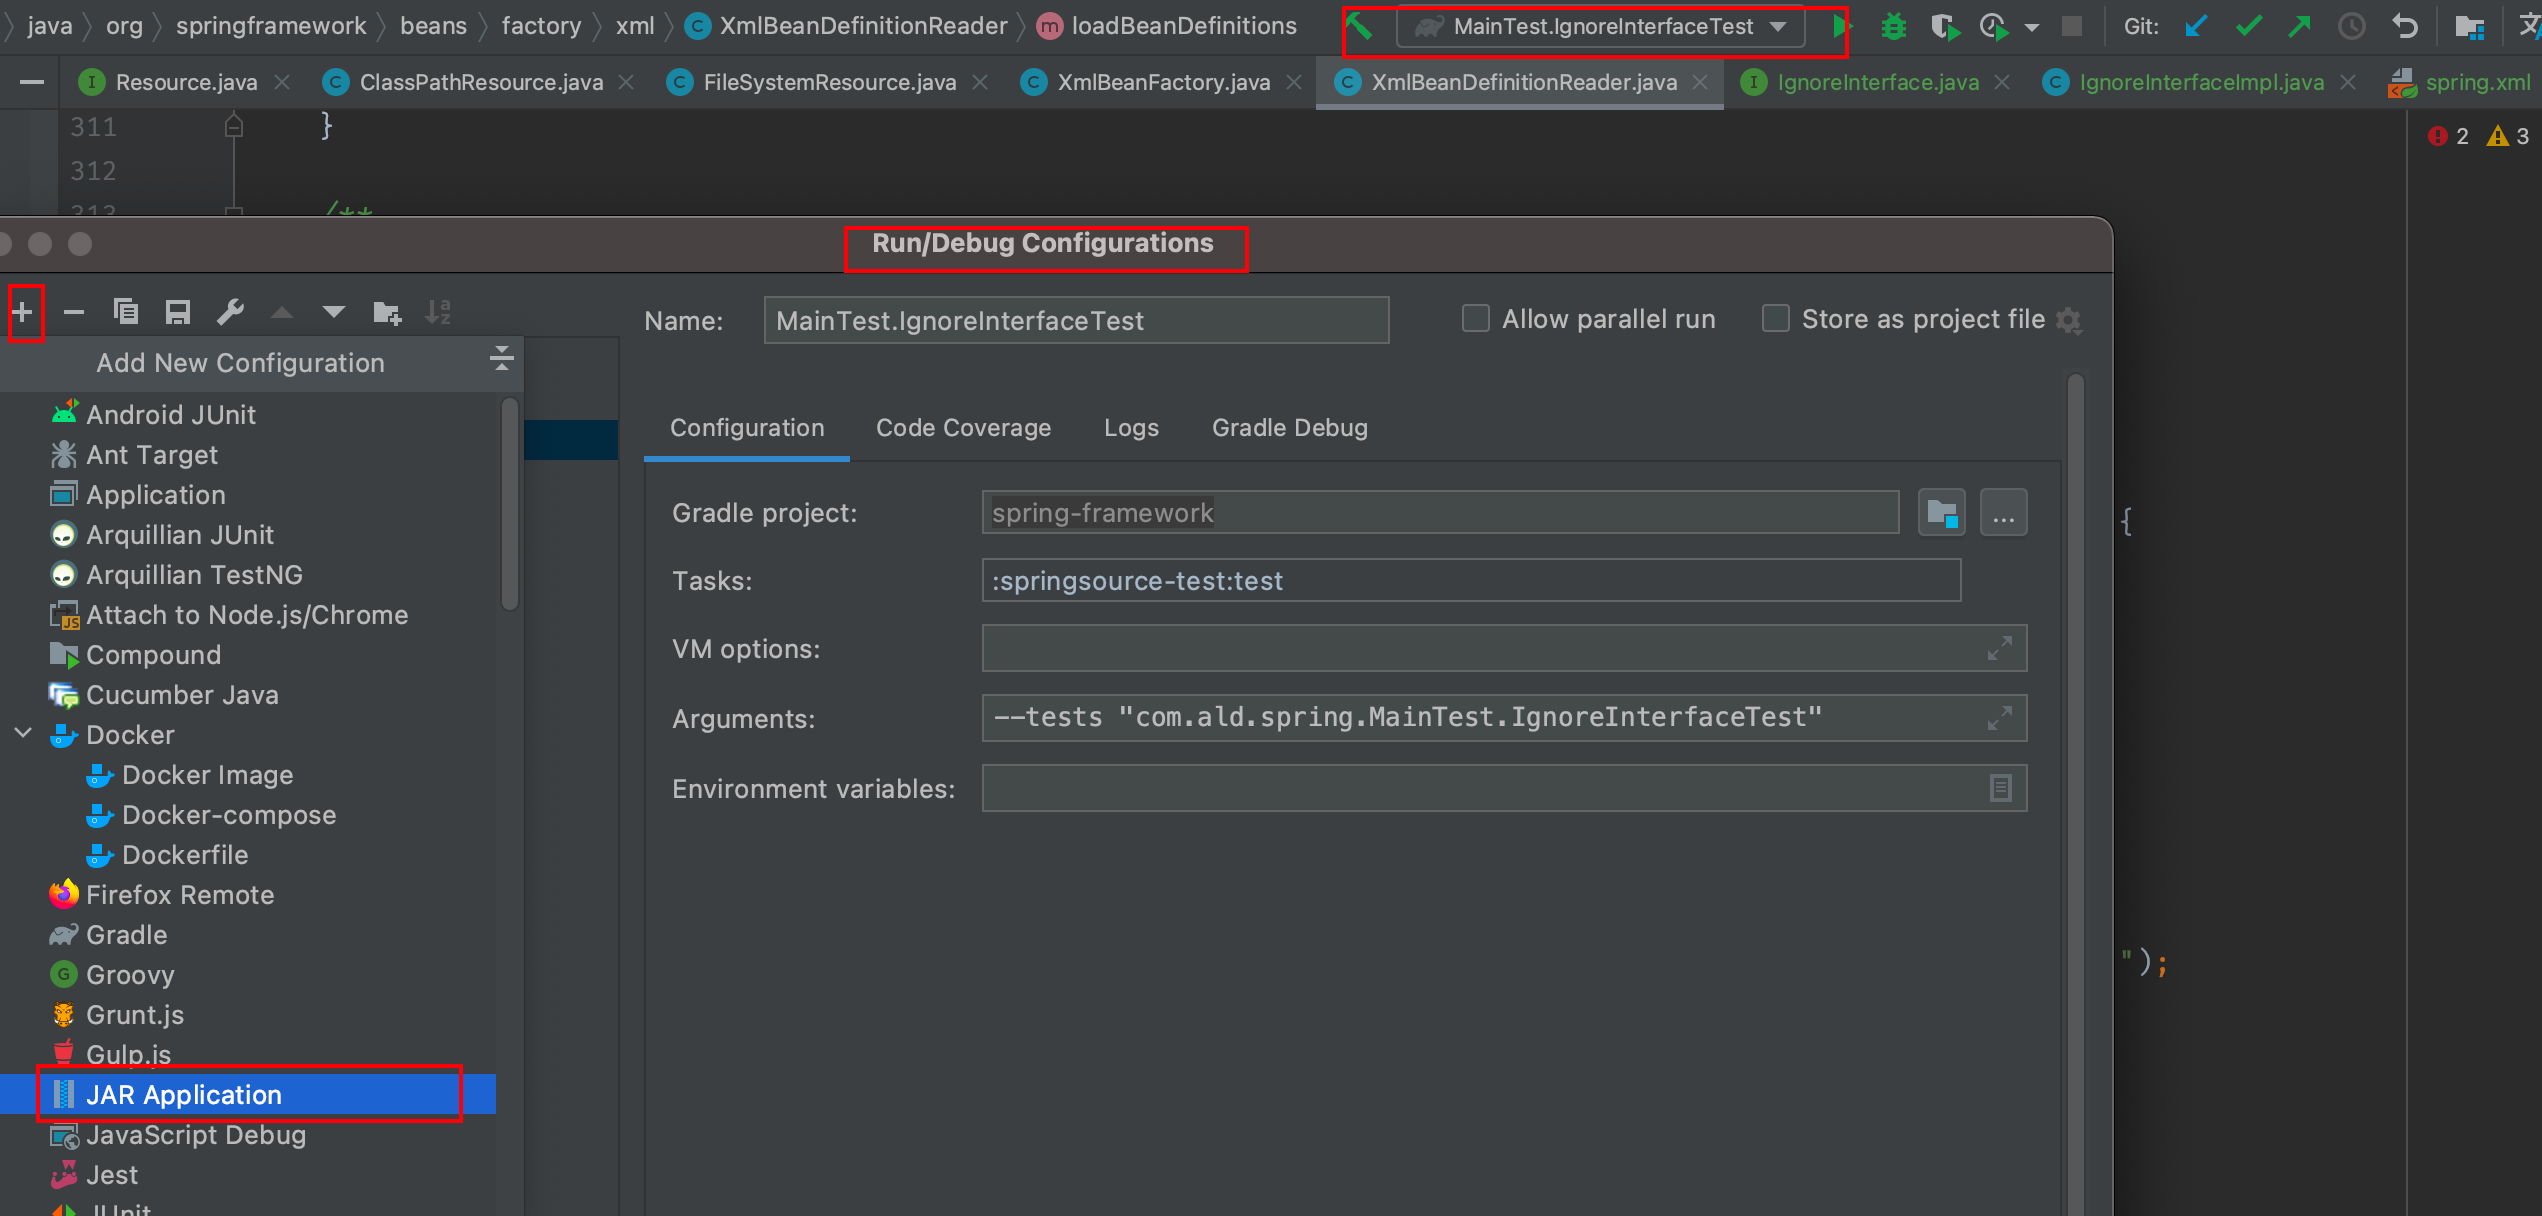 java org springframework beans factory xml XmlBeanDefinitionReader loadBeanDefinitions MainTest.IgnoreInterfaceTest Git:
Resource.java ClassPathResource.java FileSystemResource.java XmlBeanFactory.java XmlBeanDefinitionReader.java IgnoreInterface.java IgnoreInterfaceImpl.java spring.xml
311 }
2 3
312
313 /**
Run/Debug Configurations
Name: MainTest.IgnoreInterfaceTest Allow parallel run Store as project file
Add New Configuration
Android JUnit
Ant Target
Application
Arquillian JUnit
Arquillian TestNG
Attach to Node.js/Chrome
Compound
Cucumber Java
Docker
Docker Image
Docker-compose
Dockerfile
Firefox Remote
Gradle
Groovy
Grunt.js
Gulp.js
JAR Application
JavaScript Debug
Jest
JUnit
Configuration Code Coverage Logs Gradle Debug
Gradle project: spring-framework ...
Tasks: :springsource-test:test
VM options:
Arguments: --tests "com.ald.spring.MainTest.IgnoreInterfaceTest"
Environment variables:
{
");